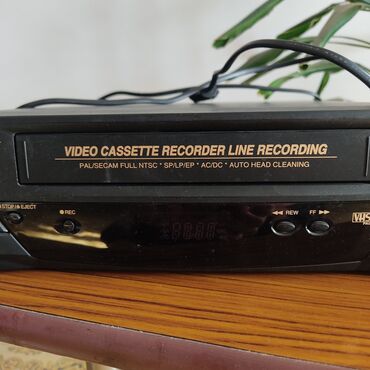 VIDEO CASSETTE RECORDER LINE RECORDING
PAL/SECAM FULL NTSC * SP/LP/EP * AC/DC * AUTO HEAD CLEANING
STOP/⏏ EJECT
● REC
◀◀ REW
FF ▶▶
VHS